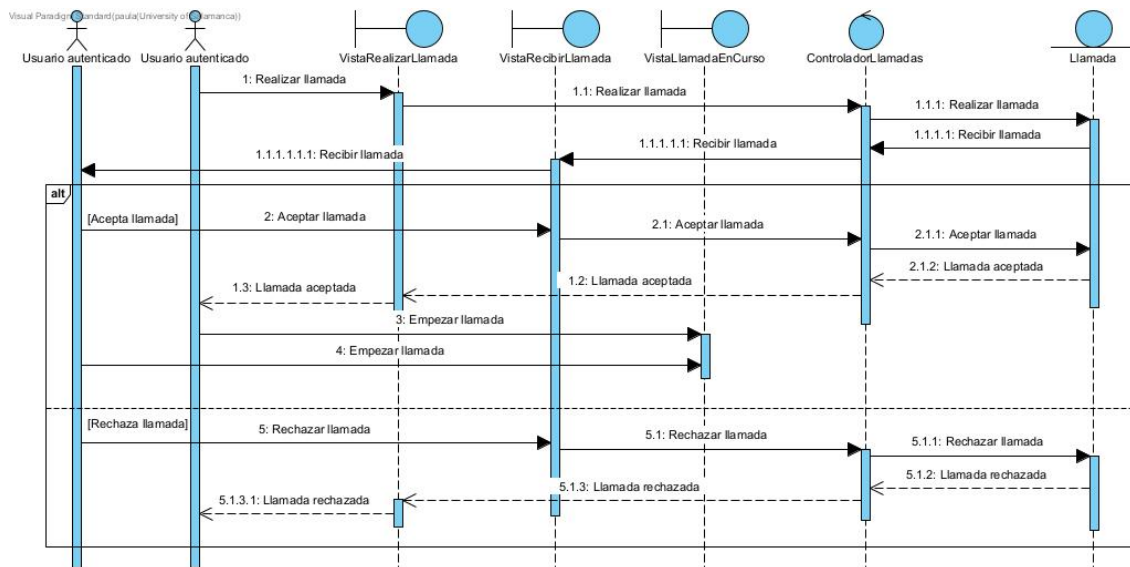 Visual Paradigm Standard(paula(University of Salamanca))
Usuario autenticado
Usuario autenticado
VistaRealizarLlamada
VistaRecibirLlamada
VistaLlamadaEnCurso
ControladorLlamadas
Llamada
1: Realizar llamada
1.1: Realizar llamada
1.1.1: Realizar llamada
1.1.1.1: Recibir llamada
1.1.1.1.1: Recibir llamada
1.1.1.1.1.1: Recibir llamada
alt
[Acepta llamada]
2: Aceptar llamada
2.1: Aceptar llamada
2.1.1: Aceptar llamada
2.1.2: Llamada aceptada
1.2: Llamada aceptada
1.3: Llamada aceptada
3: Empezar llamada
4: Empezar llamada
[Rechaza llamada]
5: Rechazar llamada
5.1: Rechazar llamada
5.1.1: Rechazar llamada
5.1.2: Llamada rechazada
5.1.3: Llamada rechazada
5.1.3.1: Llamada rechazada